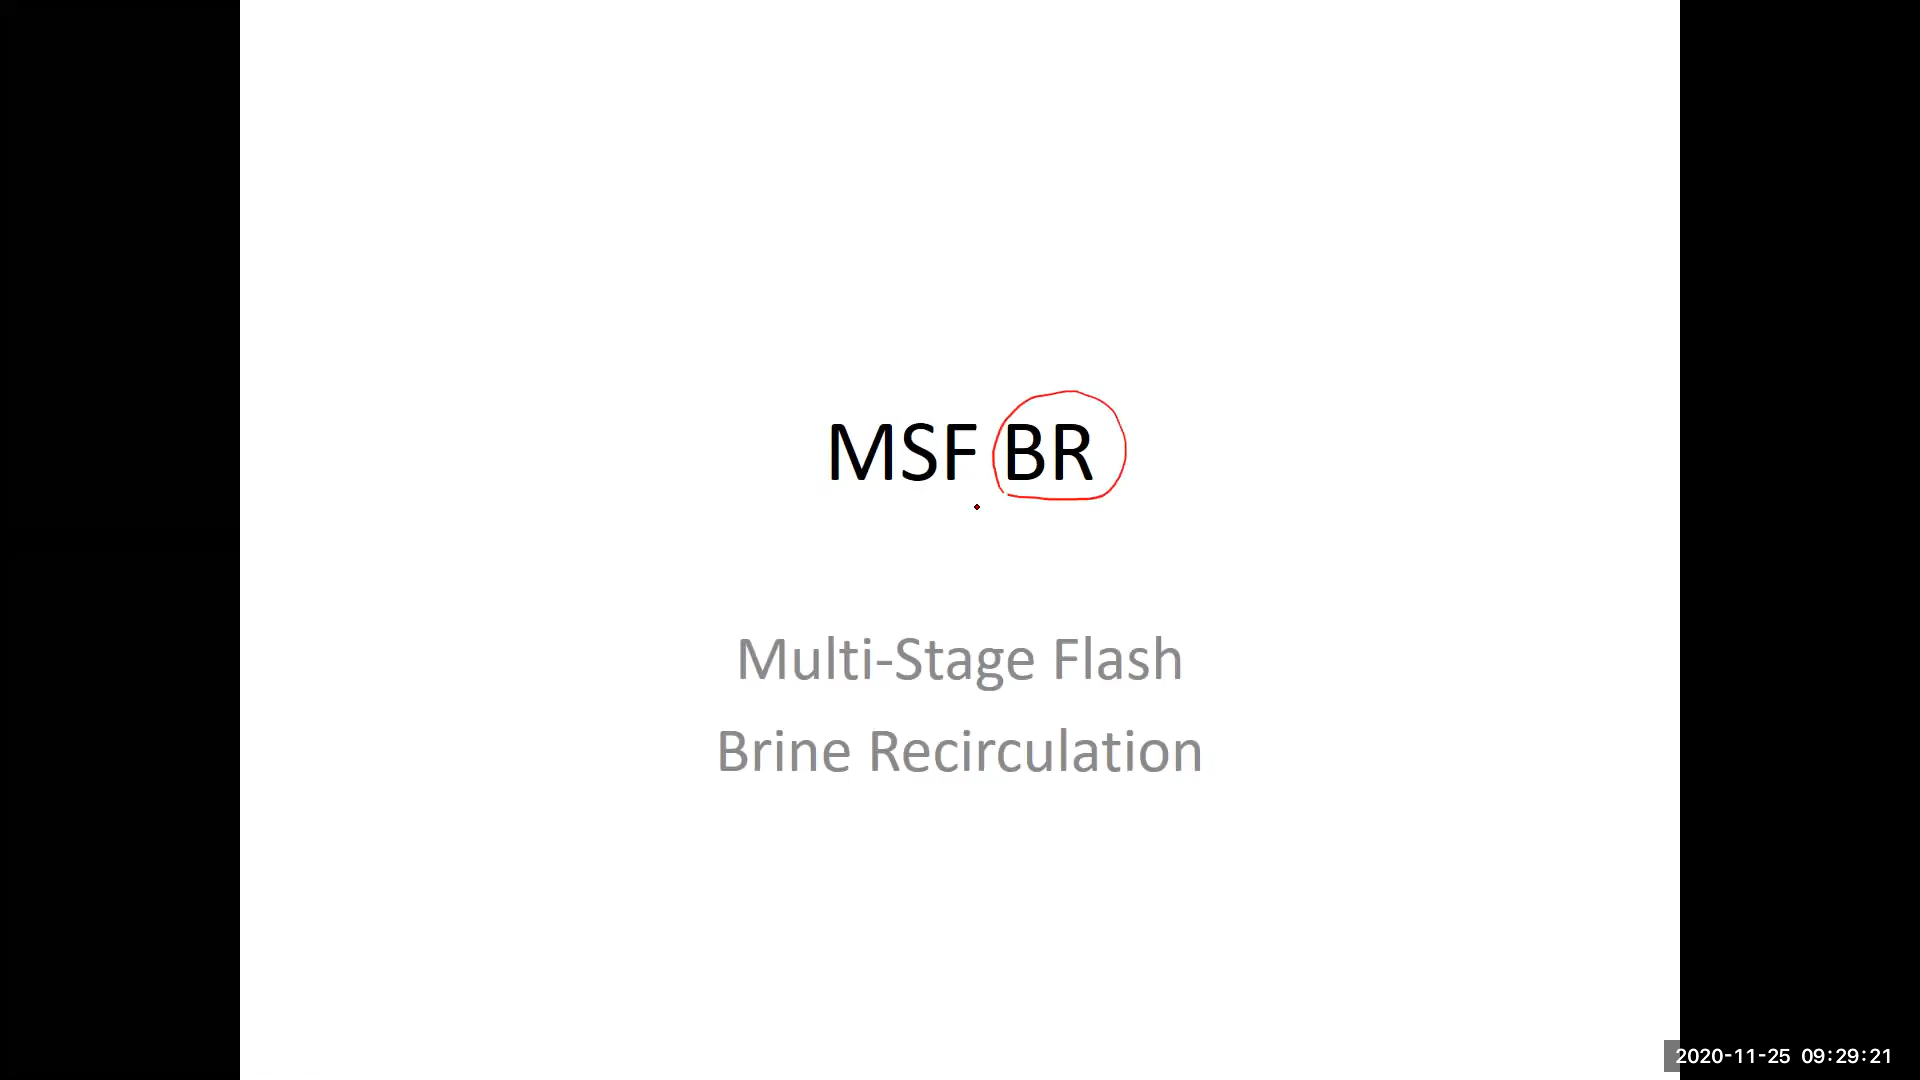 MSF BR
Multi-Stage Flash
Brine Recirculation
2020-11-25 09:29:21